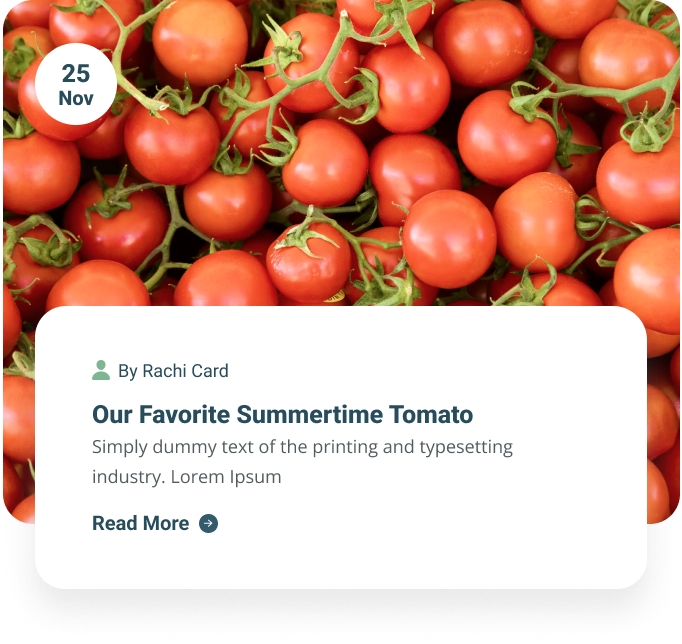 25
Nov
By Rachi Card
Our Favorite Summertime Tomato
Simply dummy text of the printing and typesetting
industry. Lorem Ipsum
Read More